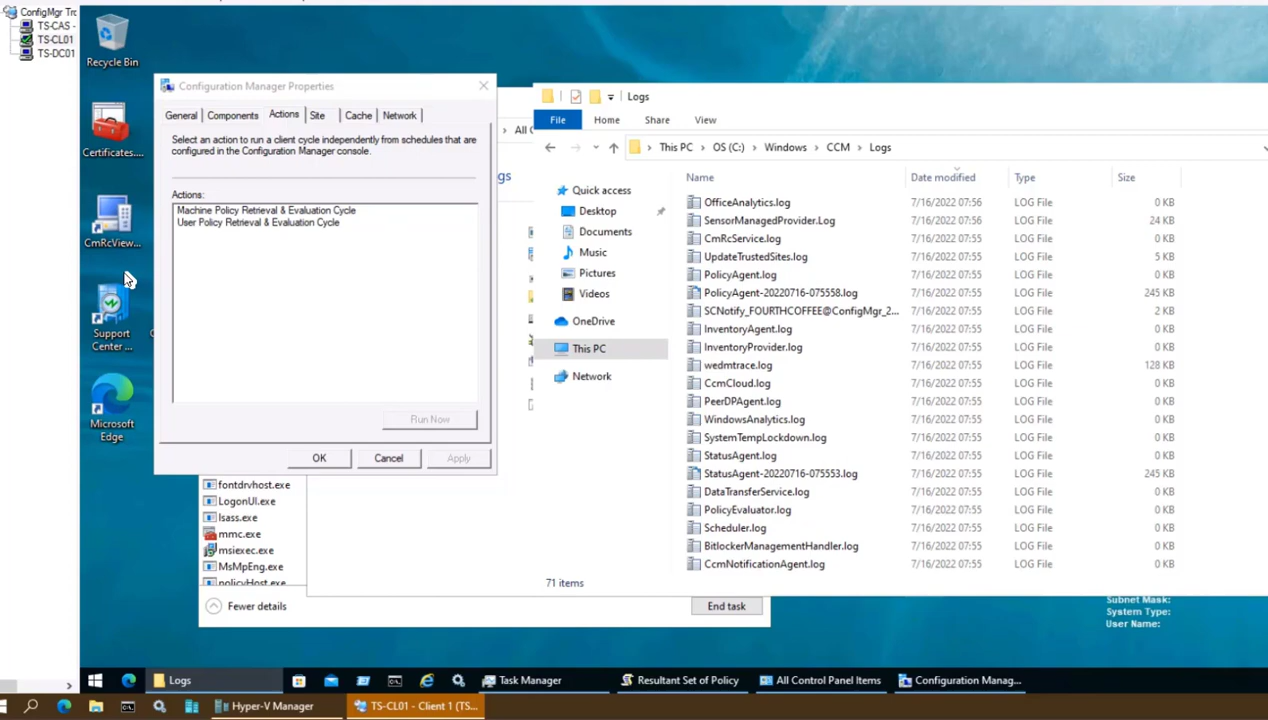 ConfigMgr Tro
TS-CAS -
TS-CL01
TS-DC01
Recycle Bin
Certificates....
CmRcView...
Support
Center ...
Microsoft
Edge
Configuration Manager Properties
General
Components
Actions
Site
Cache
Network
Select an action to run a client cycle independently from schedules that are
configured in the Configuration Manager console.
Actions:
Machine Policy Retrieval & Evaluation Cycle
User Policy Retrieval & Evaluation Cycle
Run Now
OK
Cancel
Apply
fontdrvhost.exe
LogonUI.exe
lsass.exe
mmc.exe
msiexec.exe
MsMpEng.exe
policyHost.exe
Fewer details
End task
All C
gs
Logs
File
Home
Share
View
This PC > OS (C:) > Windows > CCM > Logs
Quick access
Desktop
Documents
Music
Pictures
Videos
OneDrive
This PC
Network
Name Date modified Type Size
OfficeAnalytics.log 7/16/2022 07:56 LOG File 0 KB
SensorManagedProvider.Log 7/16/2022 07:56 LOG File 24 KB
CmRcService.log 7/16/2022 07:55 LOG File 0 KB
UpdateTrustedSites.log 7/16/2022 07:55 LOG File 5 KB
PolicyAgent.log 7/16/2022 07:55 LOG File 0 KB
PolicyAgent-20220716-075558.log 7/16/2022 07:55 LOG File 245 KB
SCNotify_FOURTHCOFFEE@ConfigMgr_2... 7/16/2022 07:55 LOG File 2 KB
InventoryAgent.log 7/16/2022 07:55 LOG File 0 KB
InventoryProvider.log 7/16/2022 07:55 LOG File 0 KB
wedmtrace.log 7/16/2022 07:55 LOG File 128 KB
CcmCloud.log 7/16/2022 07:55 LOG File 0 KB
PeerDPAgent.log 7/16/2022 07:55 LOG File 0 KB
WindowsAnalytics.log 7/16/2022 07:55 LOG File 0 KB
SystemTempLockdown.log 7/16/2022 07:55 LOG File 0 KB
StatusAgent.log 7/16/2022 07:55 LOG File 0 KB
StatusAgent-20220716-075553.log 7/16/2022 07:55 LOG File 245 KB
DataTransferService.log 7/16/2022 07:55 LOG File 0 KB
PolicyEvaluator.log 7/16/2022 07:55 LOG File 0 KB
Scheduler.log 7/16/2022 07:55 LOG File 0 KB
BitlockerManagementHandler.log 7/16/2022 07:55 LOG File 0 KB
CcmNotificationAgent.log 7/16/2022 07:55 LOG File 0 KB
71 items
Subnet Mask:
System Type:
User Name:
Logs
Task Manager
Resultant Set of Policy
All Control Panel Items
Configuration Manag...
Hyper-V Manager
TS-CL01 - Client 1 (TS...